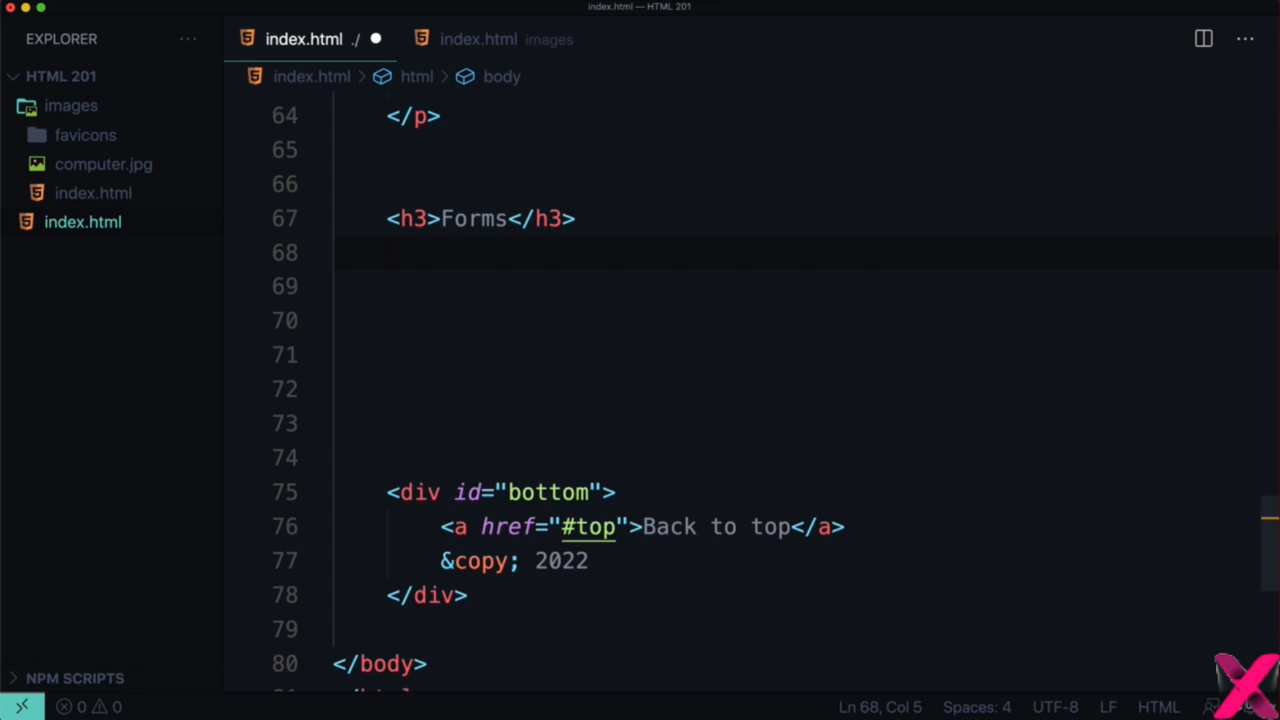 index.html — HTML 201
EXPLORER ···
index.html ./ ●
index.html images
···
HTML 201
index.html > html > body
images
favicons
computer.jpg
index.html
index.html
64 </p>
65
66
67 <h3>Forms</h3>
68
69
70
71
72
73
74
75 <div id="bottom">
76 <a href="#top">Back to top</a>
77 &copy; 2022
78 </div>
79
80 </body>
NPM SCRIPTS
0 0
Ln 68, Col 5 Spaces: 4 UTF-8 LF HTML
X